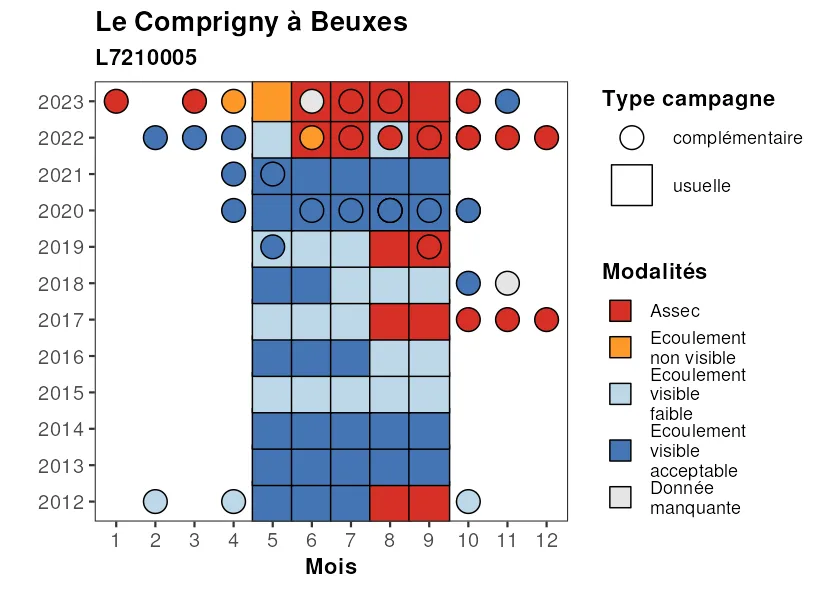 Le Comprigny à Beuxes
L7210005
2023
2022
2021
2020
2019
2018
2017
2016
2015
2014
2013
2012
1 2 3 4 5 6 7 8 9 10 11 12
Mois
Type campagne
complémentaire
usuelle
Modalités
Assec
Ecoulement
non visible
Ecoulement
visible
faible
Ecoulement
visible
acceptable
Donnée
manquante